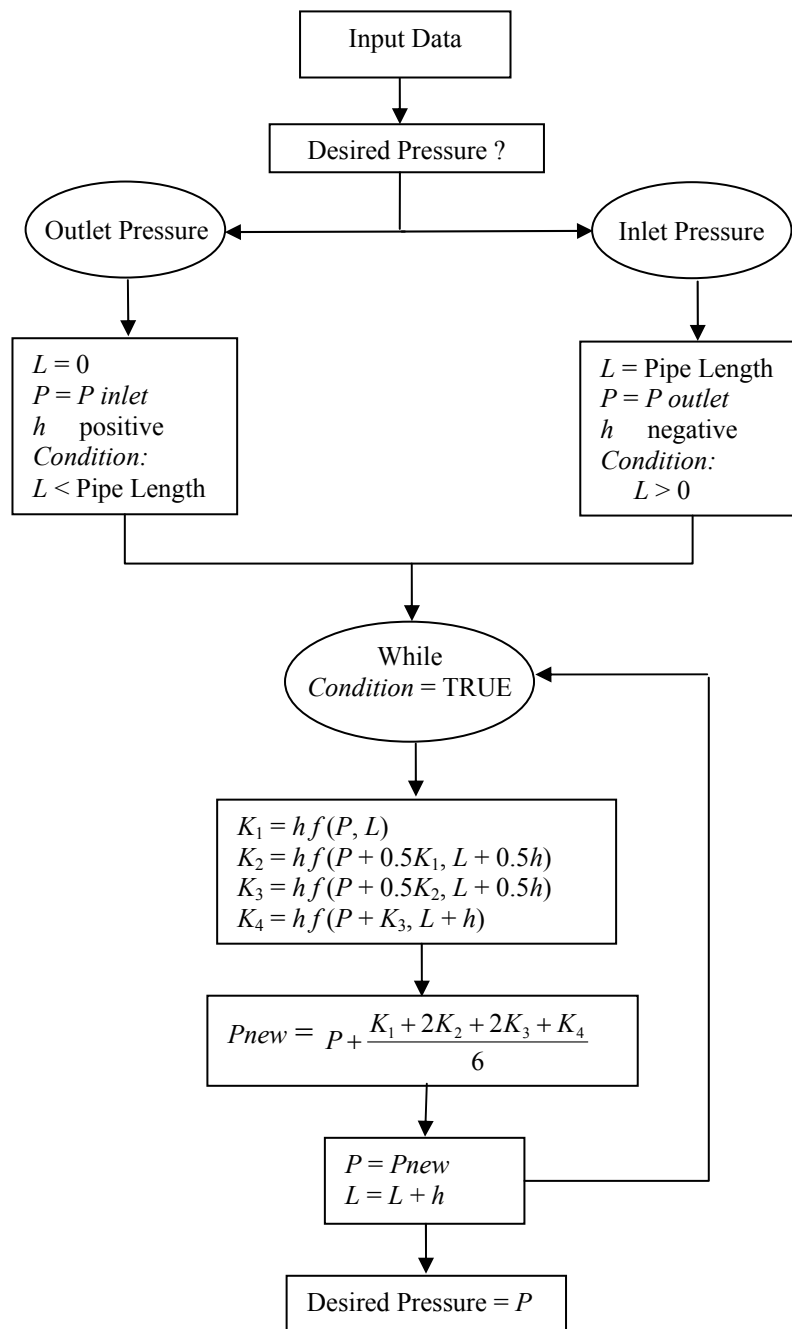 Input Data
Desired Pressure ?
Outlet Pressure
Inlet Pressure
L = 0
P = P inlet
h positive
Condition:
L < Pipe Length
L = Pipe Length
P = P outlet
h negative
Condition:
L > 0
While
Condition = TRUE
K₁ = h f (P, L)
K₂ = h f (P + 0.5K₁, L + 0.5h)
K₃ = h f (P + 0.5K₂, L + 0.5h)
K₄ = h f (P + K₃, L + h)
Pnew = P + (K₁ + 2K₂ + 2K₃ + K₄) / 6
P = Pnew
L = L + h
Desired Pressure = P